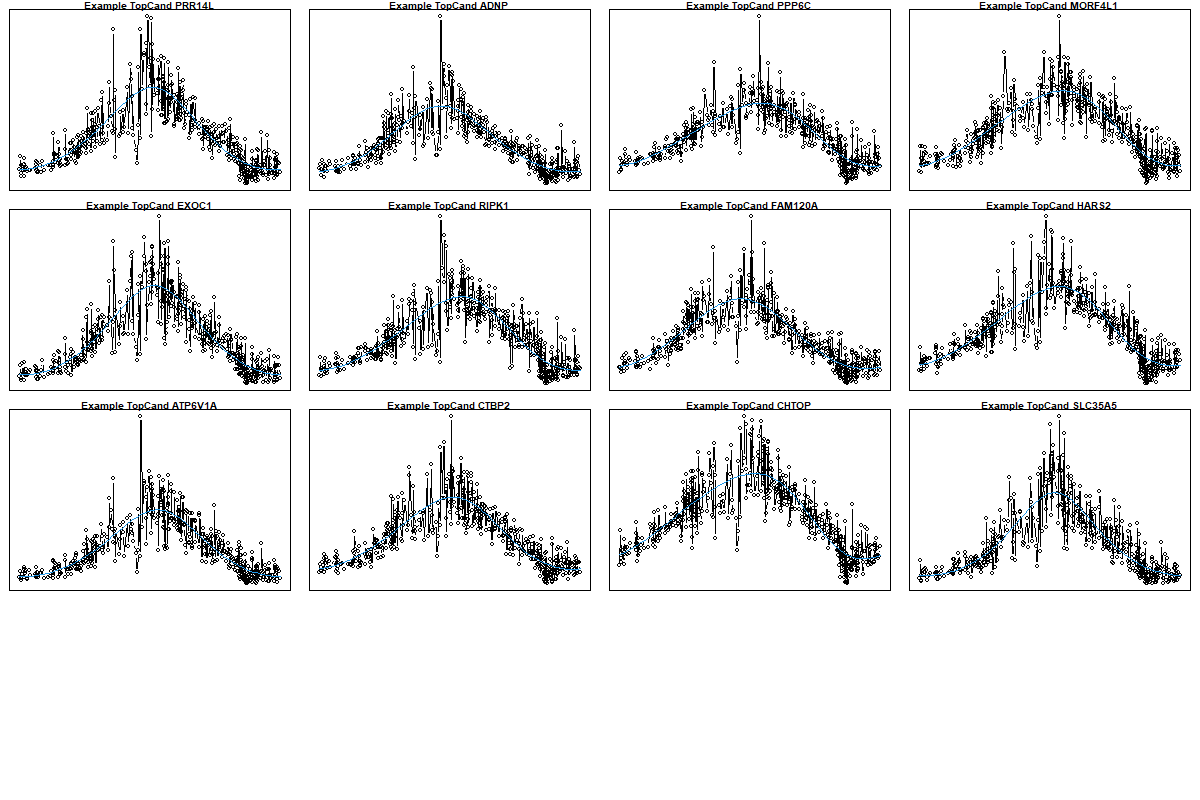 Example TopCand PRR14L
Example TopCand ADNP
Example TopCand PPP6C
Example TopCand MORF4L1
Example TopCand EXOC1
Example TopCand RIPK1
Example TopCand FAM120A
Example TopCand HARS2
Example TopCand ATP6V1A
Example TopCand CTBP2
Example TopCand CHTOP
Example TopCand SLC35A5